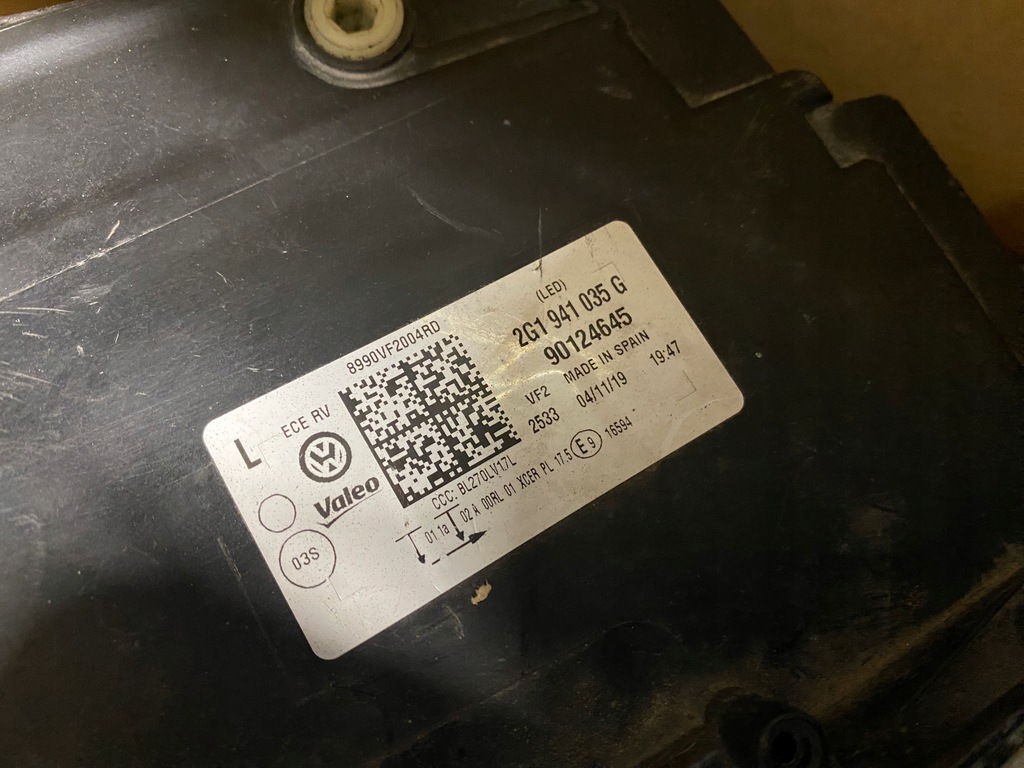 L
ECE RV
8990VF2004RD
(LED)
2G1 941 035 G
90124645
VF2 MADE IN SPAIN
2533 04/11/19 19:47
Valeo
CCC: BL270LV17L
01.1a 02 A 00RL 01 XCER PL 17.5 E9 16594
03S